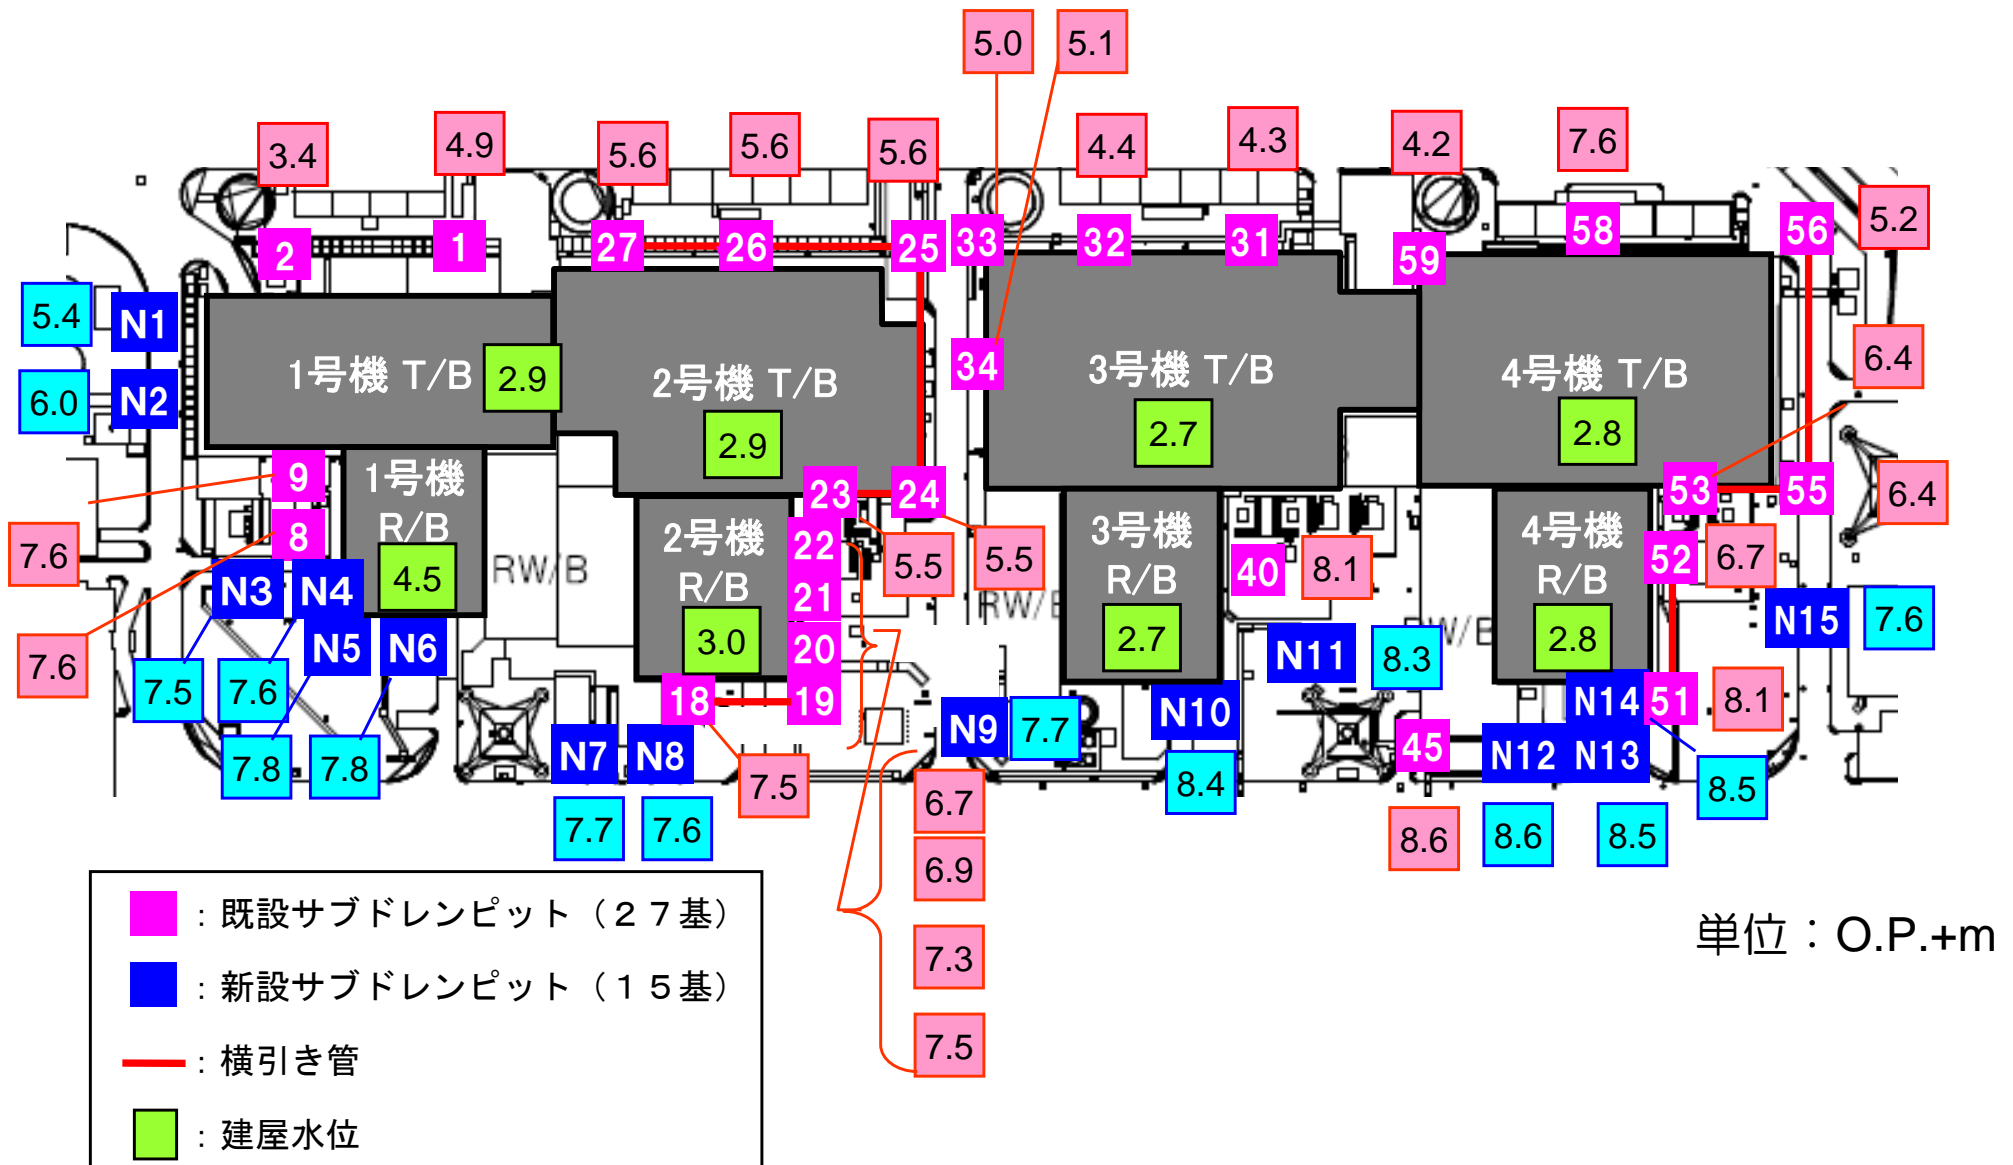 5.0 5.1
3.4 4.9 5.6 5.6 5.6 4.4 4.3 4.2 7.6
5.2
2 1 27 26 25 33 32 31 59 58 56
5.4 N1
6.0 N2
34
6.4
1号機 T/B 2.9
2号機 T/B
2.9
3号機 T/B
2.7
4号機 T/B
2.8
9
8
7.6
7.6
1号機
R/B
4.5
RW/B
2号機
R/B
3.0
23 24
22
21
20
19
18
5.5 5.5
3号機
R/B
2.7
RW/B
40 8.1
4号機
R/B
2.8
RW/B
53 55
6.4
52 6.7
51 8.1
N15 7.6
N3 N4
N5 N6
7.5 7.6
7.8 7.8
N7 N8
7.7 7.6
7.5
N9 7.7
N10
8.4
N11 8.3
45
8.6
N14
N12 N13
8.6 8.5
8.5
6.7
6.9
7.3
7.5
：既設サブドレンピット（２７基）
：新設サブドレンピット（１５基）
：横引き管
：建屋水位
単位：O.P.+m